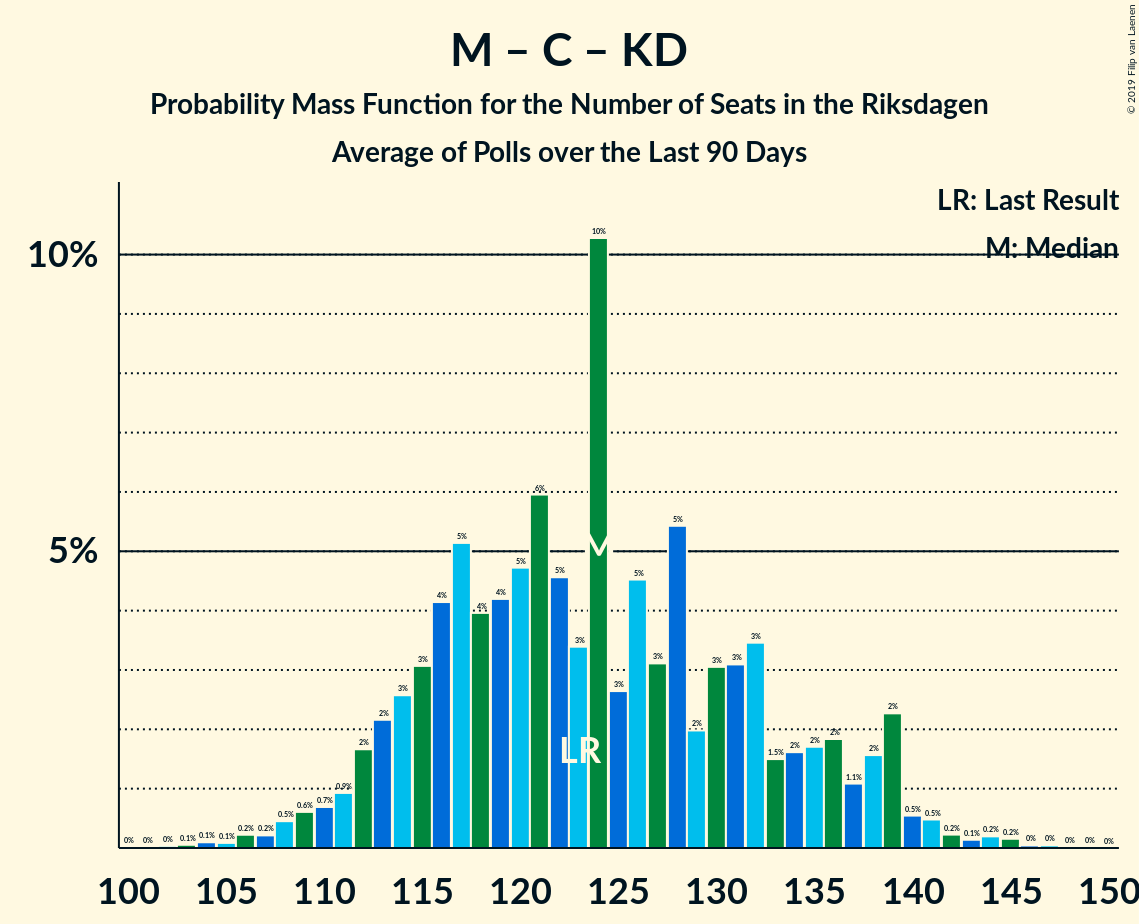 M – C – KD
Probability Mass Function for the Number of Seats in the Riksdagen
Average of Polls over the Last 90 Days
© 2019 Filip van Laenen
LR: Last Result
M: Median
10%
5%
0% 0% 0% 0.1% 0.1% 0.1% 0.2% 0.2% 0.5% 0.6% 0.7% 0.9% 2% 2% 3% 3% 4% 5% 4% 4% 5% 6% 5% 3% 10% 3% 5% 3% 5% 2% 3% 3% 3% 1.5% 2% 2% 2% 1.1% 2% 2% 0.5% 0.5% 0.2% 0.1% 0.2% 0.2% 0% 0% 0% 0% 0%
M
LR
100 105 110 115 120 125 130 135 140 145 150